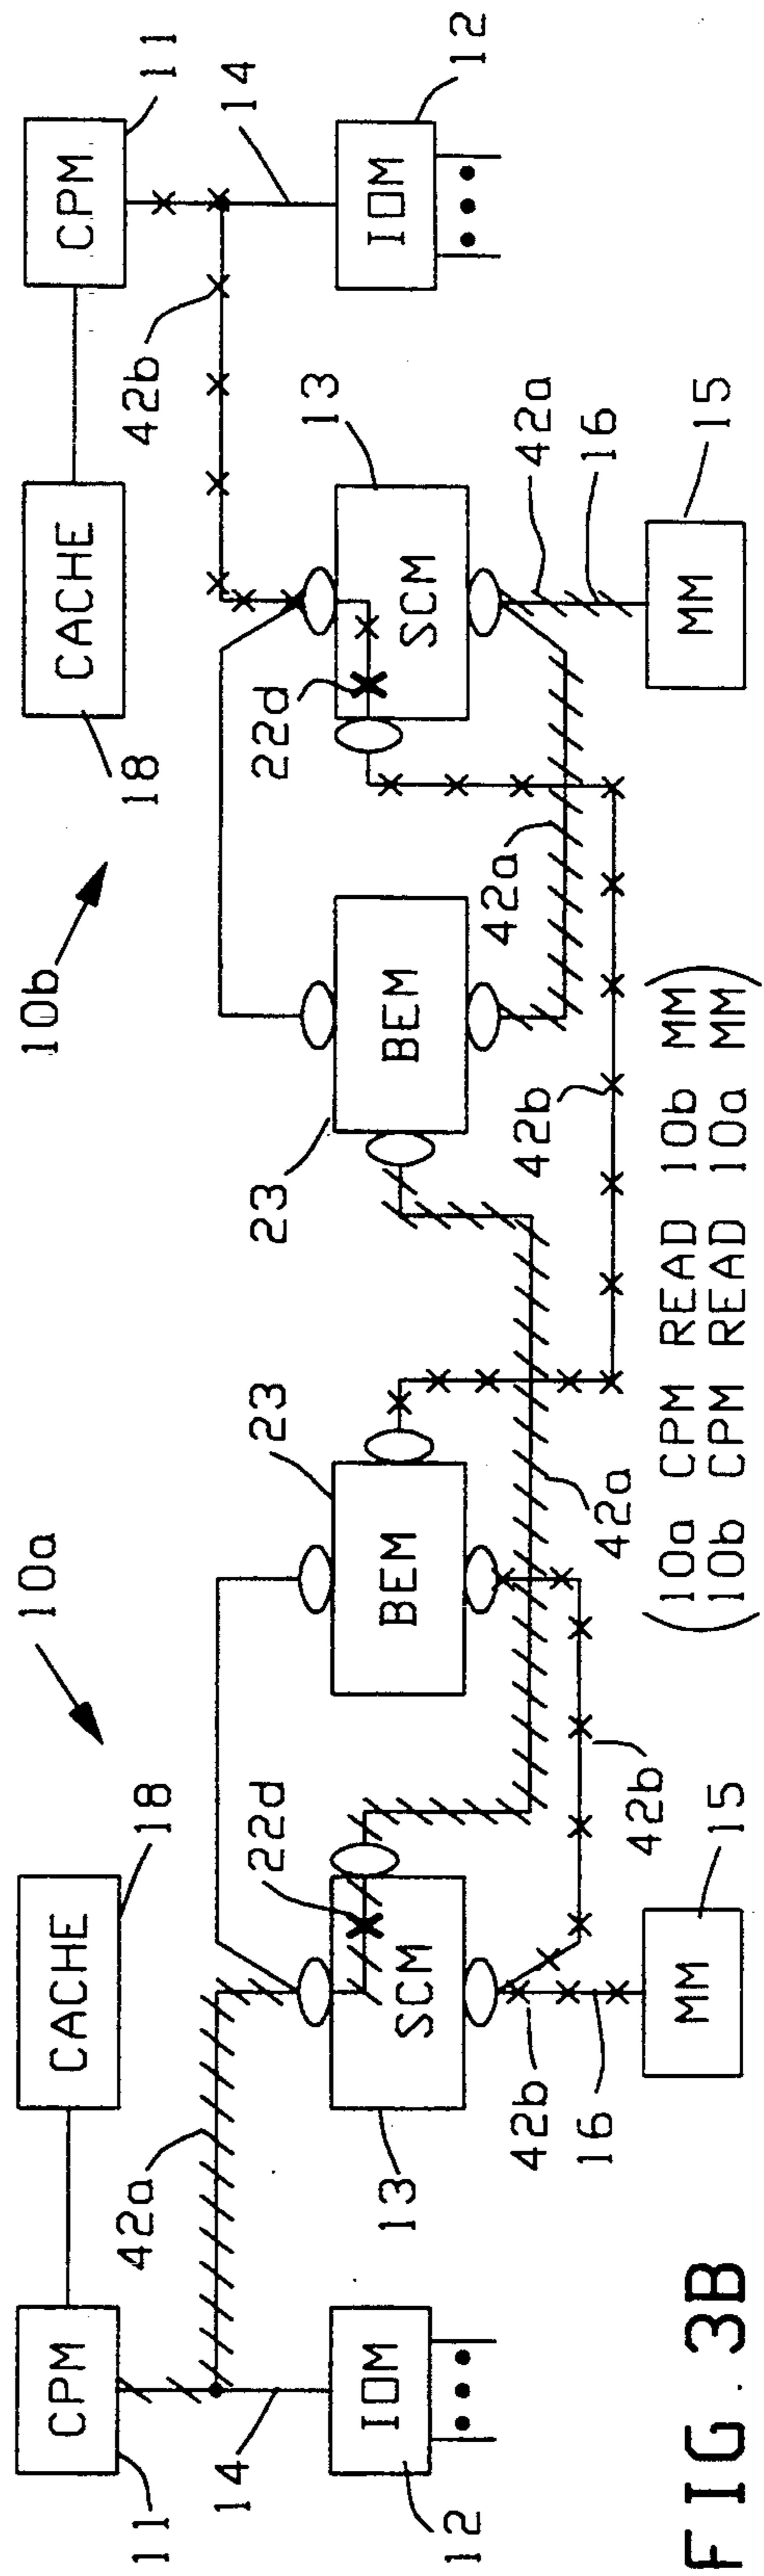 10a
10b
CPM
CACHE
CACHE
CPM
11
18
18
11
42a
42b
14
14
IOM
12
13
SCM
22d
BEM
23
23
BEM
22d
SCM
13
IOM
12
42b
16
42b
42a
42b
42a
42a
16
MM
15
MM
15
(10a CPM READ 10b MM)
(10b CPM READ 10a MM)
FIG. 3B